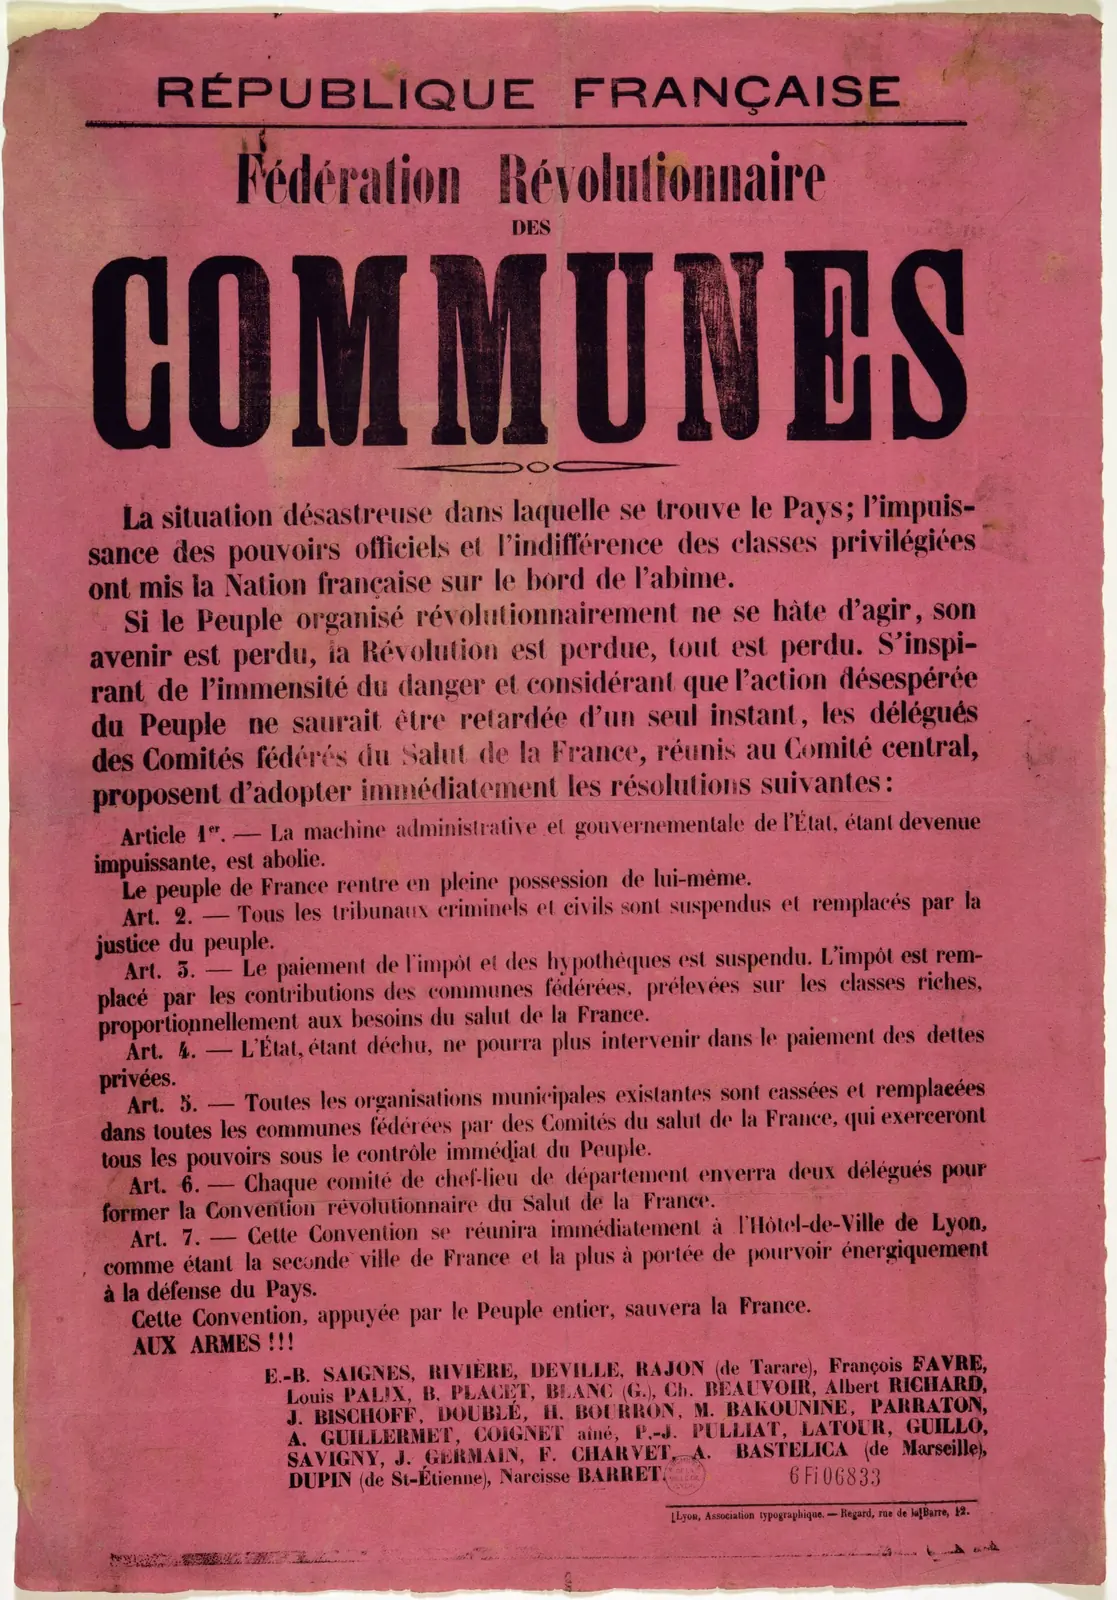 RÉPUBLIQUE FRANÇAISE
Fédération Révolutionnaire
DES
COMMUNES
La situation désastreuse dans laquelle se trouve le Pays; l'impuis-
sance des pouvoirs officiels et l'indifférence des classes privilégiées
ont mis la Nation française sur le bord de l'abîme.
Si le Peuple organisé révolutionnairement ne se hâte d'agir, son
avenir est perdu, la Révolution est perdue, tout est perdu. S'inspi-
rant de l'immensité du danger et considérant que l'action désespérée
du Peuple ne saurait être retardée d'un seul instant, les délégués
des Comités fédérés du Salut de la France, réunis au Comité central,
proposent d'adopter immédiatement les résolutions suivantes:
Article 1er. — La machine administrative et gouvernementale de l'État, étant devenue
impuissante, est abolie.
Le peuple de France rentre en pleine possession de lui-même.
Art. 2. — Tous les tribunaux criminels et civils sont suspendus et remplacés par la
justice du peuple.
Art. 3. — Le paiement de l'impôt et des hypothèques est suspendu. L'impôt est rem-
placé par les contributions des communes fédérées, prélevées sur les classes riches,
proportionnellement aux besoins du salut de la France.
Art. 4. — L'État, étant déchu, ne pourra plus intervenir dans le paiement des dettes
privées.
Art. 5. — Toutes les organisations municipales existantes sont cassées et remplacées
dans toutes les communes fédérées par des Comités du salut de la France, qui exerceront
tous les pouvoirs sous le contrôle immédiat du Peuple.
Art. 6. — Chaque comité de chef-lieu de département enverra deux délégués pour
former la Convention révolutionnaire du Salut de la France.
Art. 7. — Cette Convention se réunira immédiatement à l'Hôtel-de-Ville de Lyon,
comme étant la seconde ville de France et la plus à portée de pourvoir énergiquement
à la défense du Pays.
Cette Convention, appuyée par le Peuple entier, sauvera la France.
AUX ARMES !!!
E.-B. SAIGNES, RIVIÈRE, DEVILLE, RAJON (de Tarare), François FAVRE,
Louis PALIX, B. PLACET, BLANC (G.), Ch. BEAUVOIR, Albert RICHARD,
J. BISCHOFF, DOUBLÉ, H. BOURRON, M. BAKOUNINE, PARRATON,
A. GUILLERMET, COIGNET aîné, P.-J. PULLIAT, LATOUR, GUILLO,
SAVIGNY, J. GERMAIN, F. CHARVET, A. BASTELICA (de Marseille),
DUPIN (de St-Étienne), Narcisse BARRET.
6Fi06833
Lyon, Association typographique. — Regard, rue de la Barre, 12.